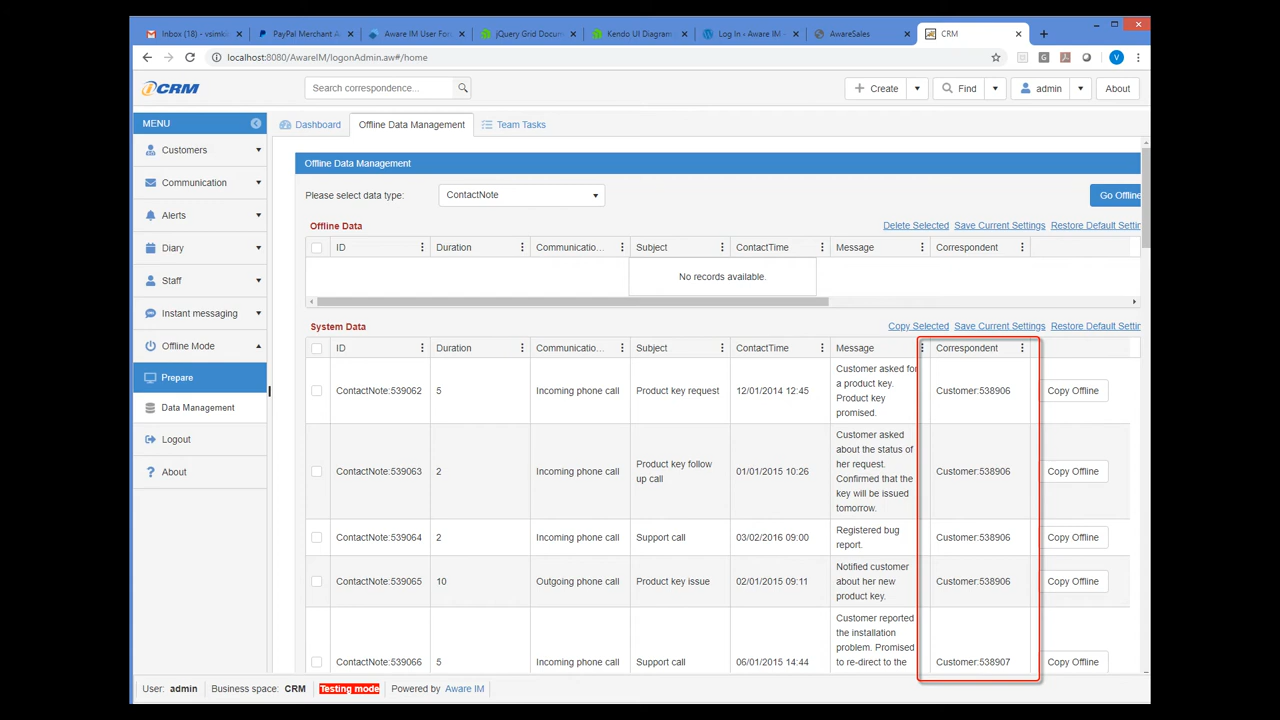 Inbox (18) - vsimki
PayPal Merchant A
Aware IM User Foru
jQuery Grid Docum
Kendo UI Diagram
Log In ‹ Aware IM —
AwareSales
CRM
localhost:8080/AwareIM/logonAdmin.aw#/home
V
CRM
Search correspondence...
Create
Find
admin
About
MENU
Dashboard
Offline Data Management
Team Tasks
Customers
Communication
Alerts
Diary
Staff
Instant messaging
Offline Mode
Prepare
Data Management
Logout
About
Offline Data Management
Please select data type:
ContactNote
Go Offline
Offline Data
Delete Selected
Save Current Settings
Restore Default Settin
ID Duration Communicatio... Subject ContactTime Message Correspondent
No records available.
System Data
Copy Selected
Save Current Settings
Restore Default Settin
ID Duration Communicatio... Subject ContactTime Message Correspondent
ContactNote:539062 5 Incoming phone call Product key request 12/01/2014 12:45
Customer asked for
a product key.
Product key
promised.
Customer:538906 Copy Offline
ContactNote:539063 2 Incoming phone call
Product key follow
up call
01/01/2015 10:26
Customer asked
about the status of
her request.
Confirmed that the
key will be issued
tomorrow.
Customer:538906 Copy Offline
ContactNote:539064 2 Incoming phone call Support call 03/02/2016 09:00
Registered bug
report.
Customer:538906 Copy Offline
ContactNote:539065 10 Outgoing phone call Product key issue 02/01/2015 09:11
Notified customer
about her new
product key.
Customer:538906 Copy Offline
ContactNote:539066 5 Incoming phone call Support call 06/01/2015 14:44
Customer reported
the installation
problem. Promised
to re-direct to the
Customer:538907 Copy Offline
User: admin
Business space: CRM
Testing mode
Powered by Aware IM